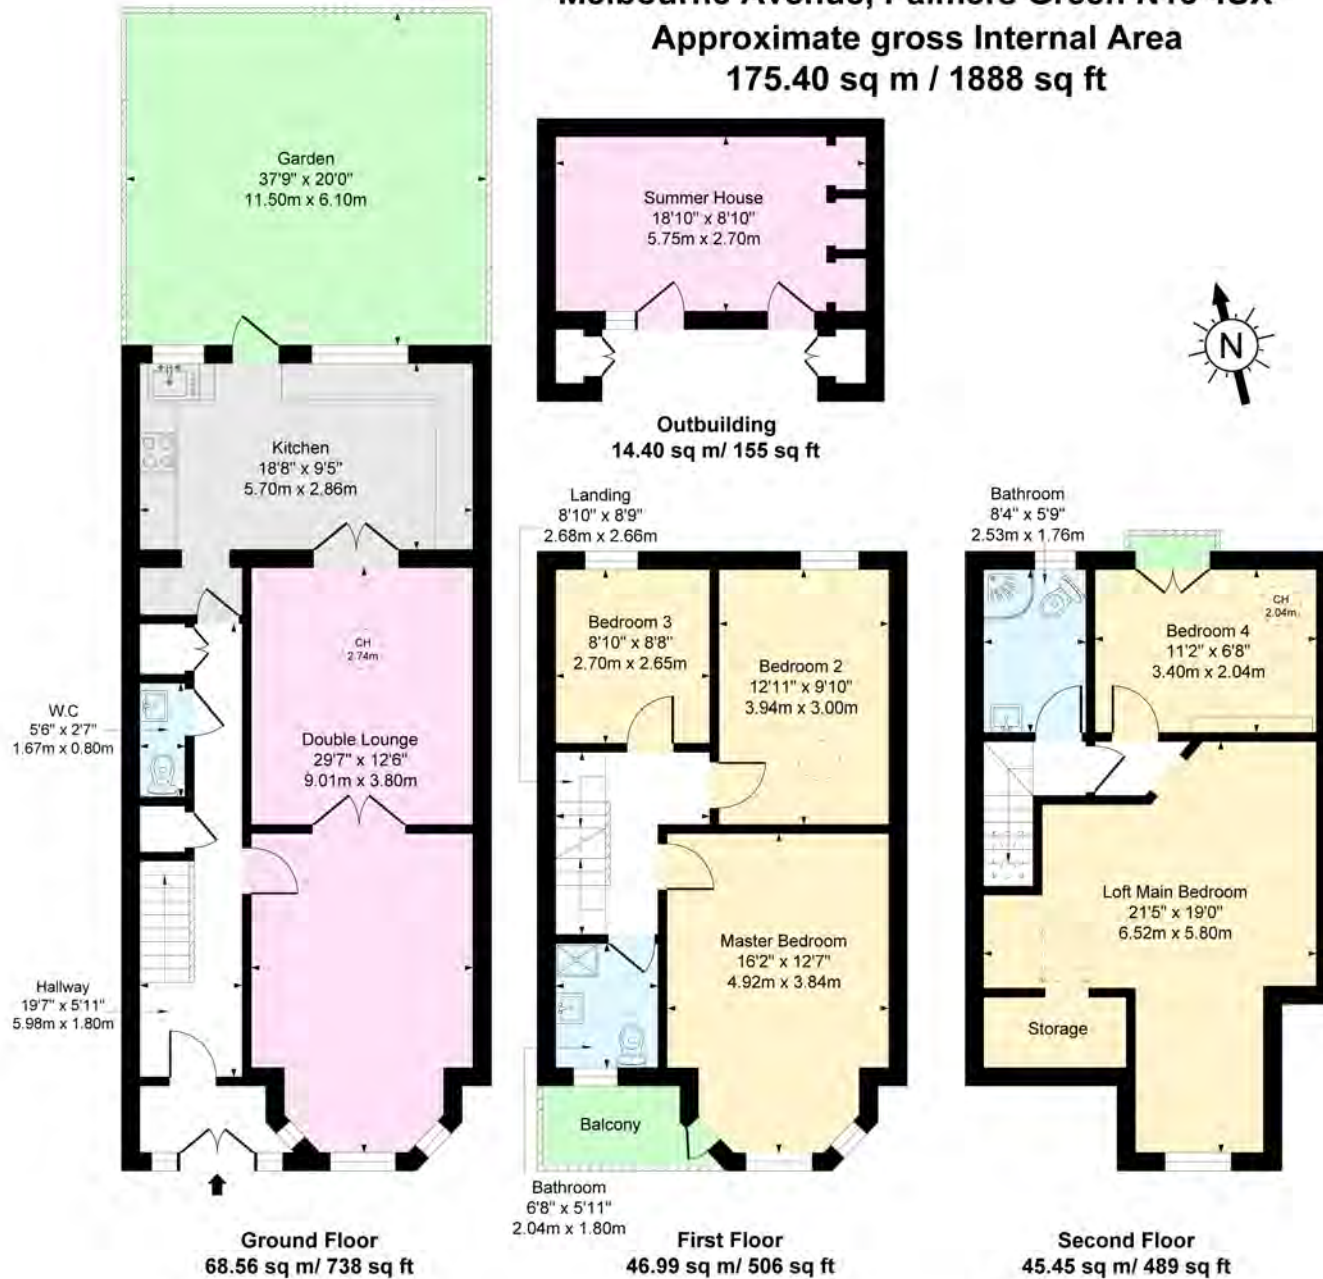 Approximate gross Internal Area
175.40 sq m / 1888 sq ft
Garden
37'9" x 20'0"
11.50m x 6.10m
Summer House
18'10" x 8'10"
5.75m x 2.70m
N
Outbuilding
14.40 sq m/ 155 sq ft
Kitchen
18'8" x 9'5"
5.70m x 2.86m
Landing
8'10" x 8'9"
2.68m x 2.66m
Bathroom
8'4" x 5'9"
2.53m x 1.76m
CH
2.74m
Bedroom 3
8'10" x 8'8"
2.70m x 2.65m
Bedroom 2
12'11" x 9'10"
3.94m x 3.00m
CH
2.04m
Bedroom 4
11'2" x 6'8"
3.40m x 2.04m
W.C
5'6" x 2'7"
1.67m x 0.80m
Double Lounge
29'7" x 12'6"
9.01m x 3.80m
Loft Main Bedroom
21'5" x 19'0"
6.52m x 5.80m
Master Bedroom
16'2" x 12'7"
4.92m x 3.84m
Hallway
19'7" x 5'11"
5.98m x 1.80m
Storage
Balcony
Bathroom
6'8" x 5'11"
2.04m x 1.80m
Ground Floor
68.56 sq m/ 738 sq ft
First Floor
46.99 sq m/ 506 sq ft
Second Floor
45.45 sq m/ 489 sq ft